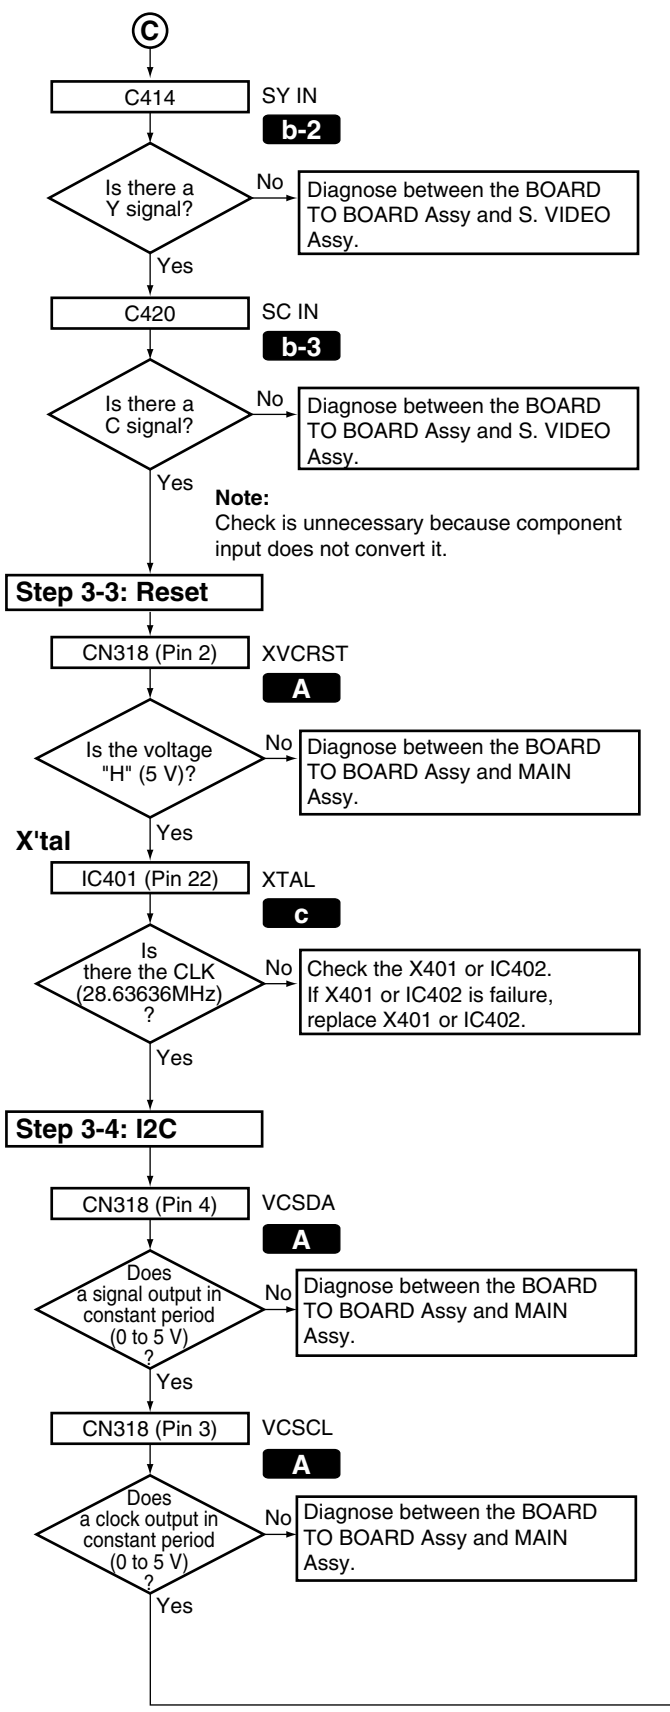 C
C414
SY IN
b-2
Is there a
Y signal?
No
Diagnose between the BOARD
TO BOARD Assy and S. VIDEO
Assy.
Yes
C420
SC IN
b-3
Is there a
C signal?
No
Diagnose between the BOARD
TO BOARD Assy and S. VIDEO
Assy.
Yes
Note:
Check is unnecessary because component
input does not convert it.
Step 3-3: Reset
CN318 (Pin 2)
XVCRST
A
Is the voltage
"H" (5 V)?
No
Diagnose between the BOARD
TO BOARD Assy and MAIN
Assy.
Yes
X'tal
IC401 (Pin 22)
XTAL
c
Is
there the CLK
(28.63636MHz)
?
No
Check the X401 or IC402.
If X401 or IC402 is failure,
replace X401 or IC402.
Yes
Step 3-4: I2C
CN318 (Pin 4)
VCSDA
A
Does
a signal output in
constant period
(0 to 5 V)
?
No
Diagnose between the BOARD
TO BOARD Assy and MAIN
Assy.
Yes
CN318 (Pin 3)
VCSCL
A
Does
a clock output in
constant period
(0 to 5 V)
?
No
Diagnose between the BOARD
TO BOARD Assy and MAIN
Assy.
Yes